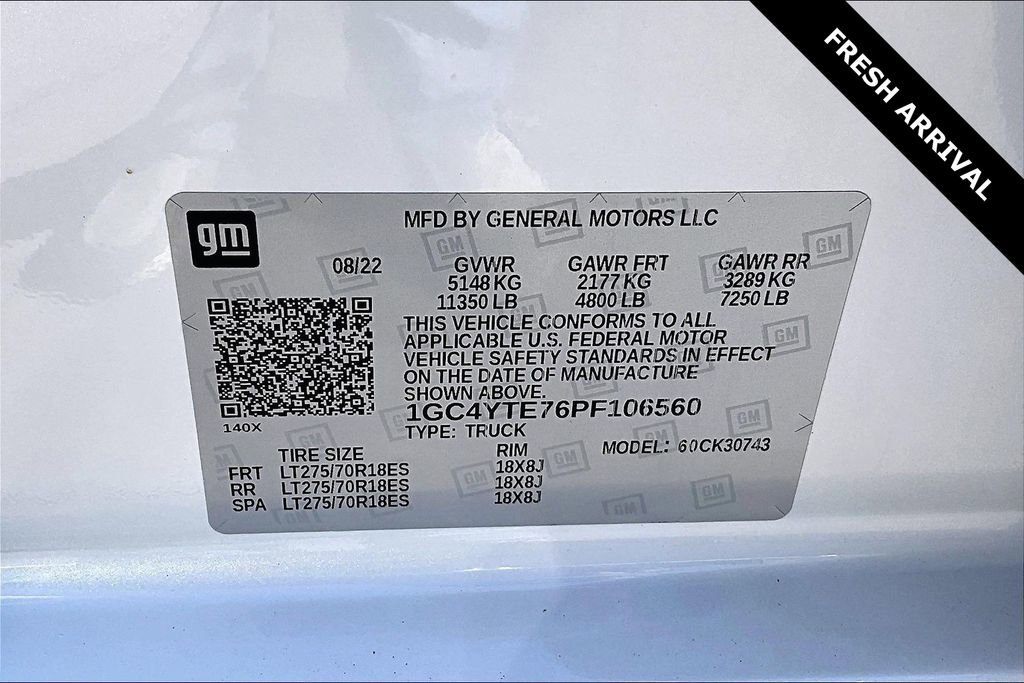 FRESH ARRIVAL
gm
MFD BY GENERAL MOTORS LLC
08/22 GVWR GAWR FRT GAWR RR
5148 KG 2177 KG 3289 KG
11350 LB 4800 LB 7250 LB
THIS VEHICLE CONFORMS TO ALL
APPLICABLE U.S. FEDERAL MOTOR
VEHICLE SAFETY STANDARDS IN EFFECT
ON THE DATE OF MANUFACTURE
SHOWN ABOVE.
1GC4YTE76PF106560
140X
TYPE: TRUCK
MODEL: 60CK30743
TIRE SIZE RIM
FRT LT275/70R18ES 18X8J
RR LT275/70R18ES 18X8J
SPA LT275/70R18ES 18X8J